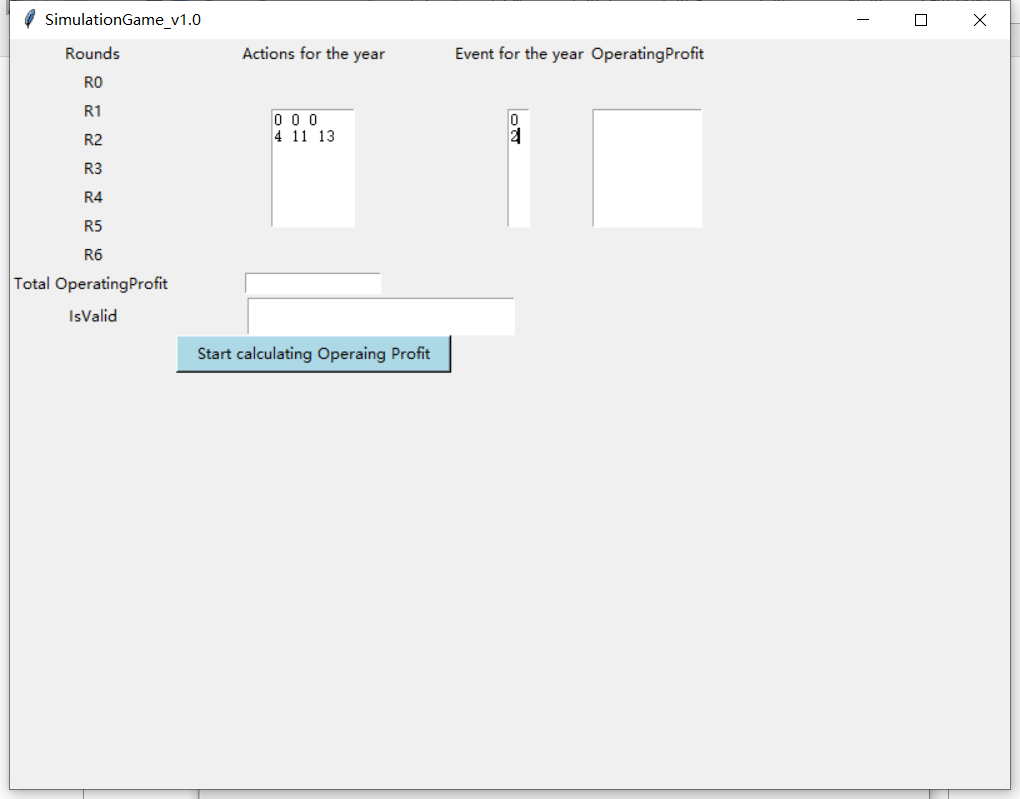 SimulationGame_v1.0
Rounds Actions for the year Event for the year OperatingProfit
R0
R1
0 0 0 0
4 11 13 2
R2
R3
R4
R5
R6
Total OperatingProfit
IsValid
Start calculating Operaing Profit